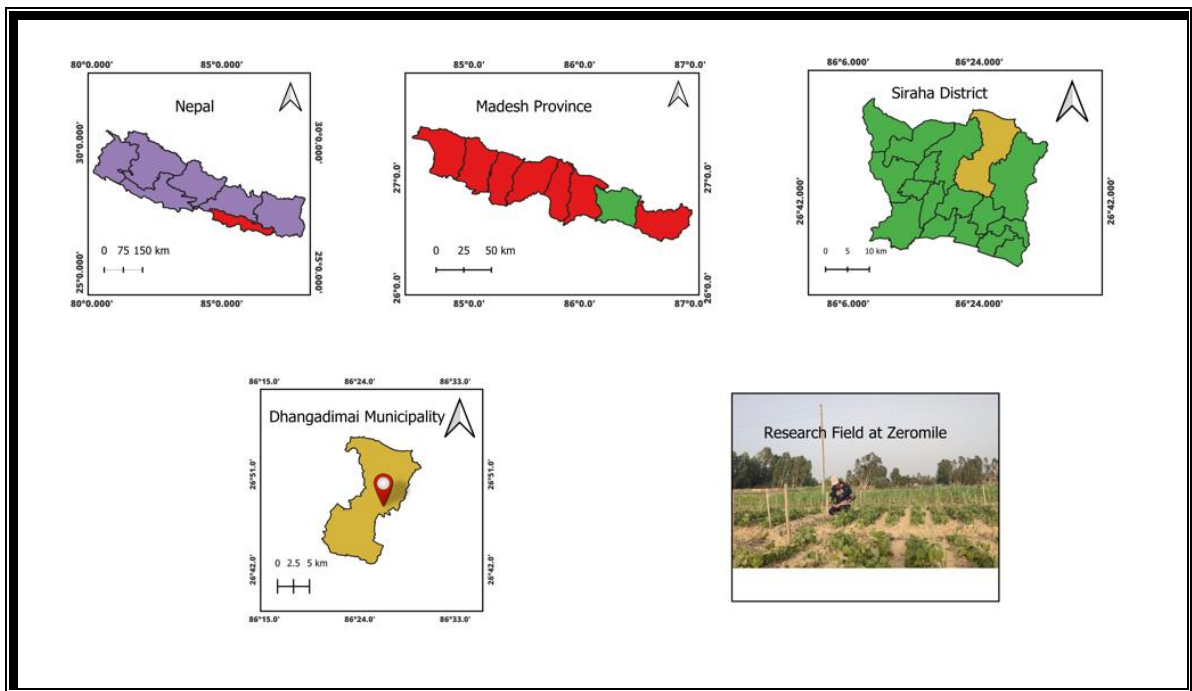 80°0.000' 85°0.000'
Nepal
30°0.000' 30°0.000'
0 75 150 km
25°0.000' 25°0.000'
80°0.000' 85°0.000'
85°0.0' 86°0.0' 87°0.0'
Madesh Province
27°0.0' 27°0.0'
0 25 50 km
26°0.0' 26°0.0'
85°0.0' 86°0.0' 87°0.0'
86°6.000' 86°24.000'
Siraha District
26°42.000' 26°42.000'
0 5 10 km
86°6.000' 86°24.000'
86°15.0' 86°24.0' 86°33.0'
Dhangadimai Municipality
26°51.0' 26°51.0'
0 2.5 5 km
26°42.0' 26°42.0'
86°15.0' 86°24.0' 86°33.0'
Research Field at Zeromile